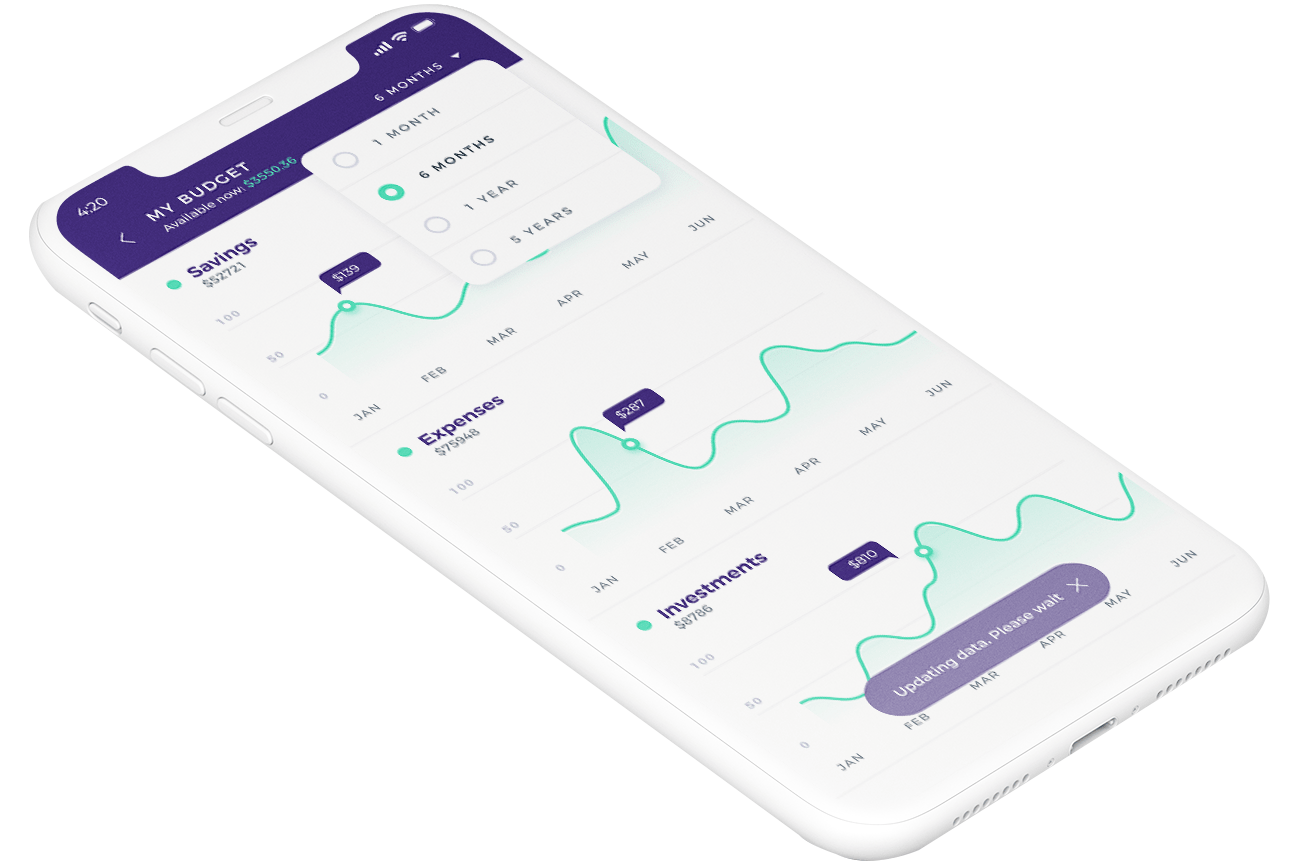 4:20
6 MONTHS
MY BUDGET
Available now: $3550.36
1 MONTH
6 MONTHS
1 YEAR
5 YEARS
Savings
$52721
$139
100
50
0
JAN
FEB
MAR
APR
MAY
JUN
Expenses
$75948
$287
100
50
0
JAN
FEB
MAR
APR
MAY
JUN
Investments
$8786
$810
100
50
0
JAN
FEB
MAR
APR
MAY
JUN
Updating data. Please wait